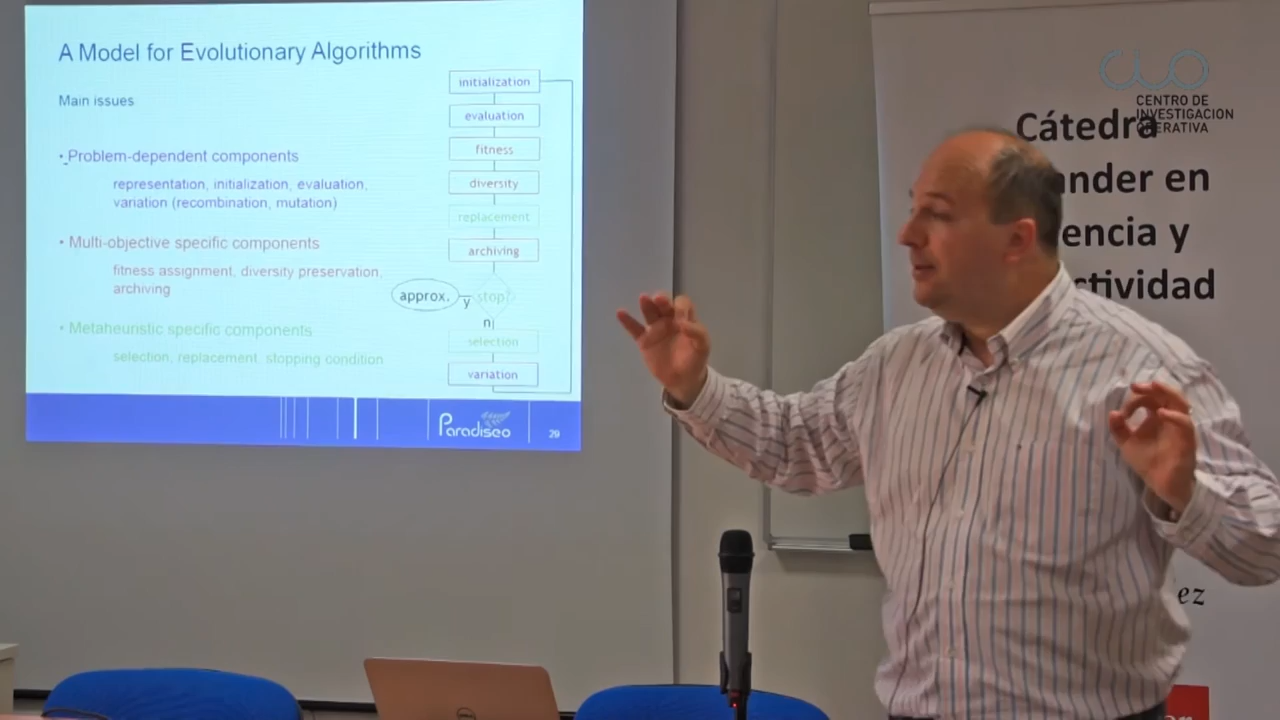 A Model for Evolutionary Algorithms
Main issues
• Problem-dependent components
representation, initialization, evaluation,
variation (recombination, mutation)
• Multi-objective specific components
fitness assignment, diversity preservation,
archiving
• Metaheuristic specific components
selection, replacement, stopping condition
initialization
evaluation
fitness
diversity
replacement
archiving
approx.
y
stop?
n
selection
variation
Paradiseo
29
CIO
CENTRO DE
INVESTIGACION
OPERATIVA
Cátedra
ander en
encia y
ctividad
ez
DELL